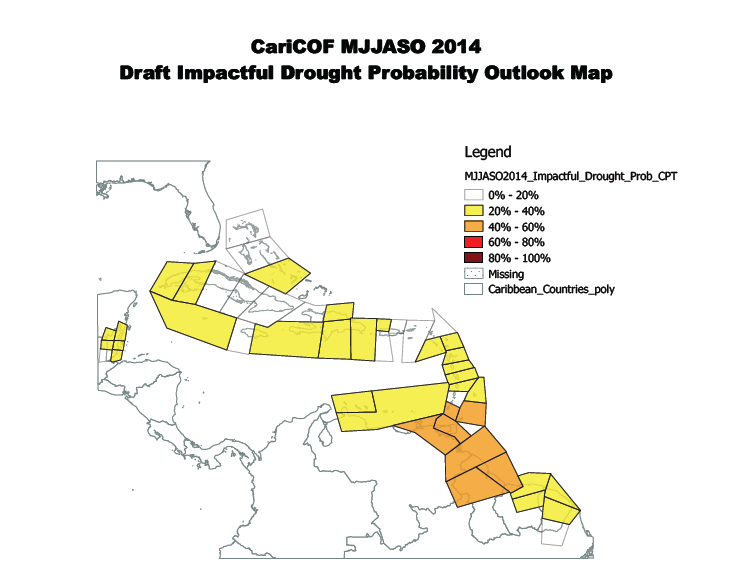 CariCOF MJJASO 2014
Draft Impactful Drought Probability Outlook Map
Legend
MJJASO2014_Impactful_Drought_Prob_CPT
0% - 20%
20% - 40%
40% - 60%
60% - 80%
80% - 100%
Missing
Caribbean_Countries_poly